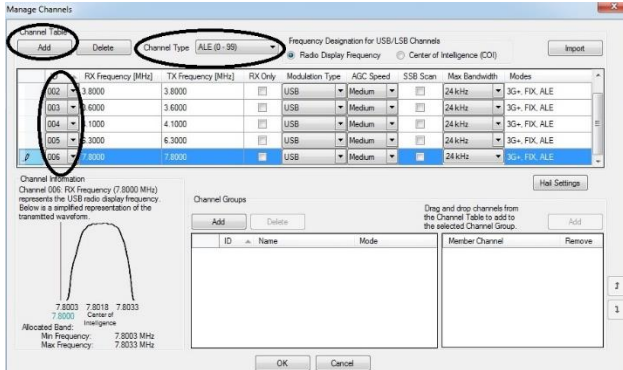 Manage Channels
Channel Table
Add Delete Channel Type ALE (0 - 99)
Frequency Designation for USB/LSB Channels
Radio Display Frequency Center of Intelligence (COI)
Import
ID RX Frequency [MHz] TX Frequency [MHz] RX Only Modulation Type AGC Speed SSB Scan Max Bandwidth Modes
002 3.8000 3.8000 USB Medium 24 kHz 3G+, FIX, ALE
003 3.6000 3.6000 USB Medium 24 kHz 3G+, FIX, ALE
004 4.1000 4.1000 USB Medium 24 kHz 3G+, FIX, ALE
005 6.3000 6.3000 USB Medium 24 kHz 3G+, FIX, ALE
006 7.8000 7.8000 USB Medium 24 kHz 3G+, FIX, ALE
Hail Settings
Channel Information
Channel 006: RX Frequency (7.8000 MHz)
represents the USB radio display frequency.
Below is a simplified representation of the
transmitted waveform.
7.8003 7.8018 7.8033
7.8000 Center of
Intelligence
Allocated Band:
Min Frequency: 7.8003 MHz
Max Frequency: 7.8033 MHz
Channel Groups
Add Delete
Drag and drop channels from
the Channel Table to add to
the selected Channel Group.
Add
ID Name Mode
Member Channel Remove
OK Cancel